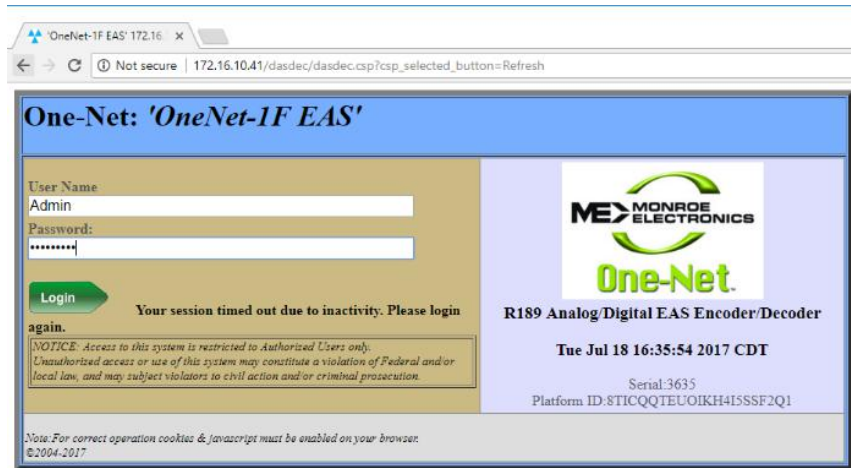 'OneNet-1F EAS' 172.16
Not secure | 172.16.10.41/dasdec/dasdec.csp?csp_selected_button=Refresh
One-Net: 'OneNet-1F EAS'
User Name
Admin
Password:
•••••••••
Login
Your session timed out due to inactivity. Please login
again.
NOTICE: Access to this system is restricted to Authorized Users only.
Unauthorized access or use of this system may constitute a violation of Federal and/or
local law, and may subject violators to civil action and/or criminal prosecution.
ME MONROE
ELECTRONICS
One-Net.
R189 Analog/Digital EAS Encoder/Decoder
Tue Jul 18 16:35:54 2017 CDT
Serial:3635
Platform ID:8TICQQTEUOIKH4I5SSF2Q1
Note:For correct operation cookies & javascript must be enabled on your browser.
©2004-2017